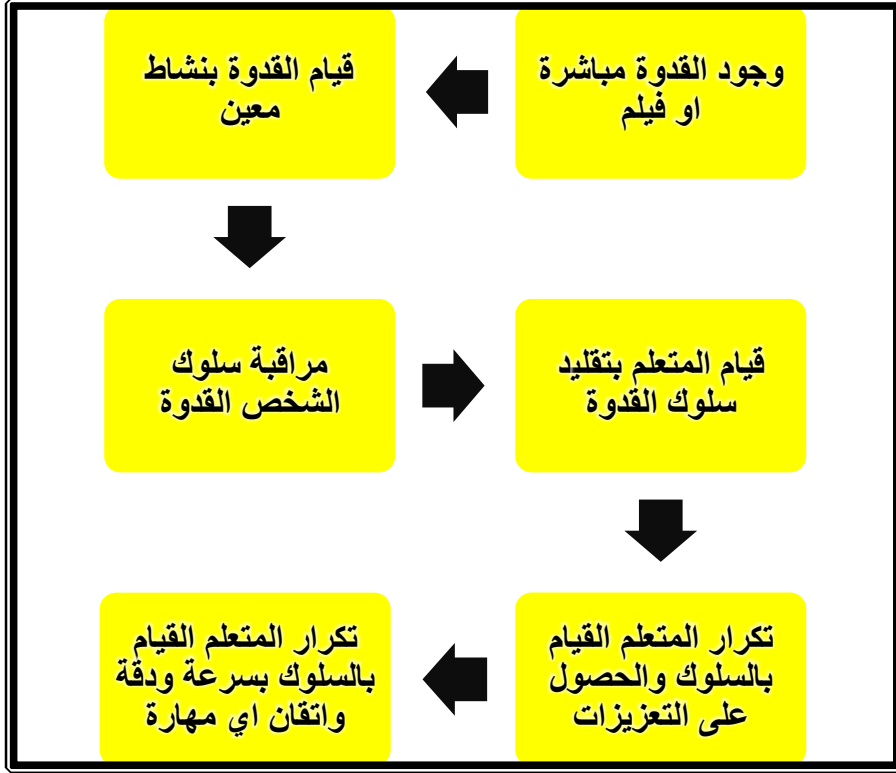 وجود القدوة مباشرة
او فيلم
قيام القدوة بنشاط
معين
مراقبة سلوك
الشخص القدوة
قيام المتعلم بتقليد
سلوك القدوة
تكرار المتعلم القيام
بالسلوك والحصول
على التعزيزات
تكرار المتعلم القيام
بالسلوك بسرعة ودقة
واتقان اي مهارة